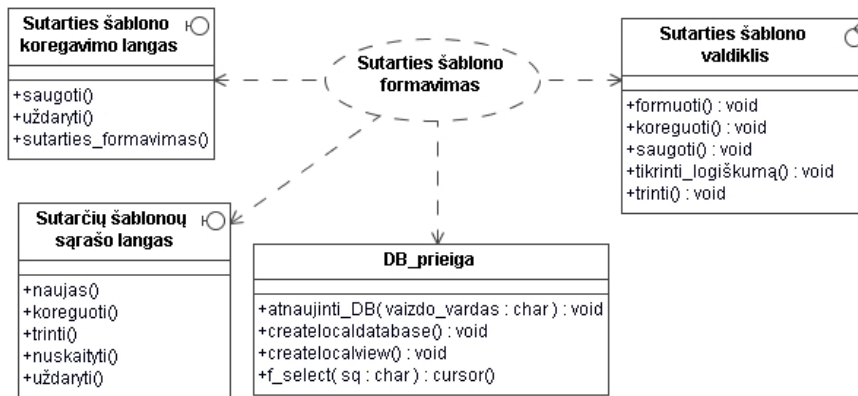 Sutarties šablono
koregavimo langas
+saugoti()
+uždaryti()
+sutarties_formavimas()
Sutarties šablono
formavimas
Sutarties šablono
valdiklis
+formuoti() : void
+koreguoti() : void
+saugoti() : void
+tikrinti_logiškumą() : void
+trinti() : void
Sutarčių šablonoų
sąrašo langas
+naujas()
+koreguoti()
+trinti()
+nuskaityti()
+uždaryti()
DB_prieiga
+atnaujinti_DB( vaizdo_vardas : char ) : void
+createlocaldatabase() : void
+createlocalview() : void
+f_select( sq : char ) : cursor()